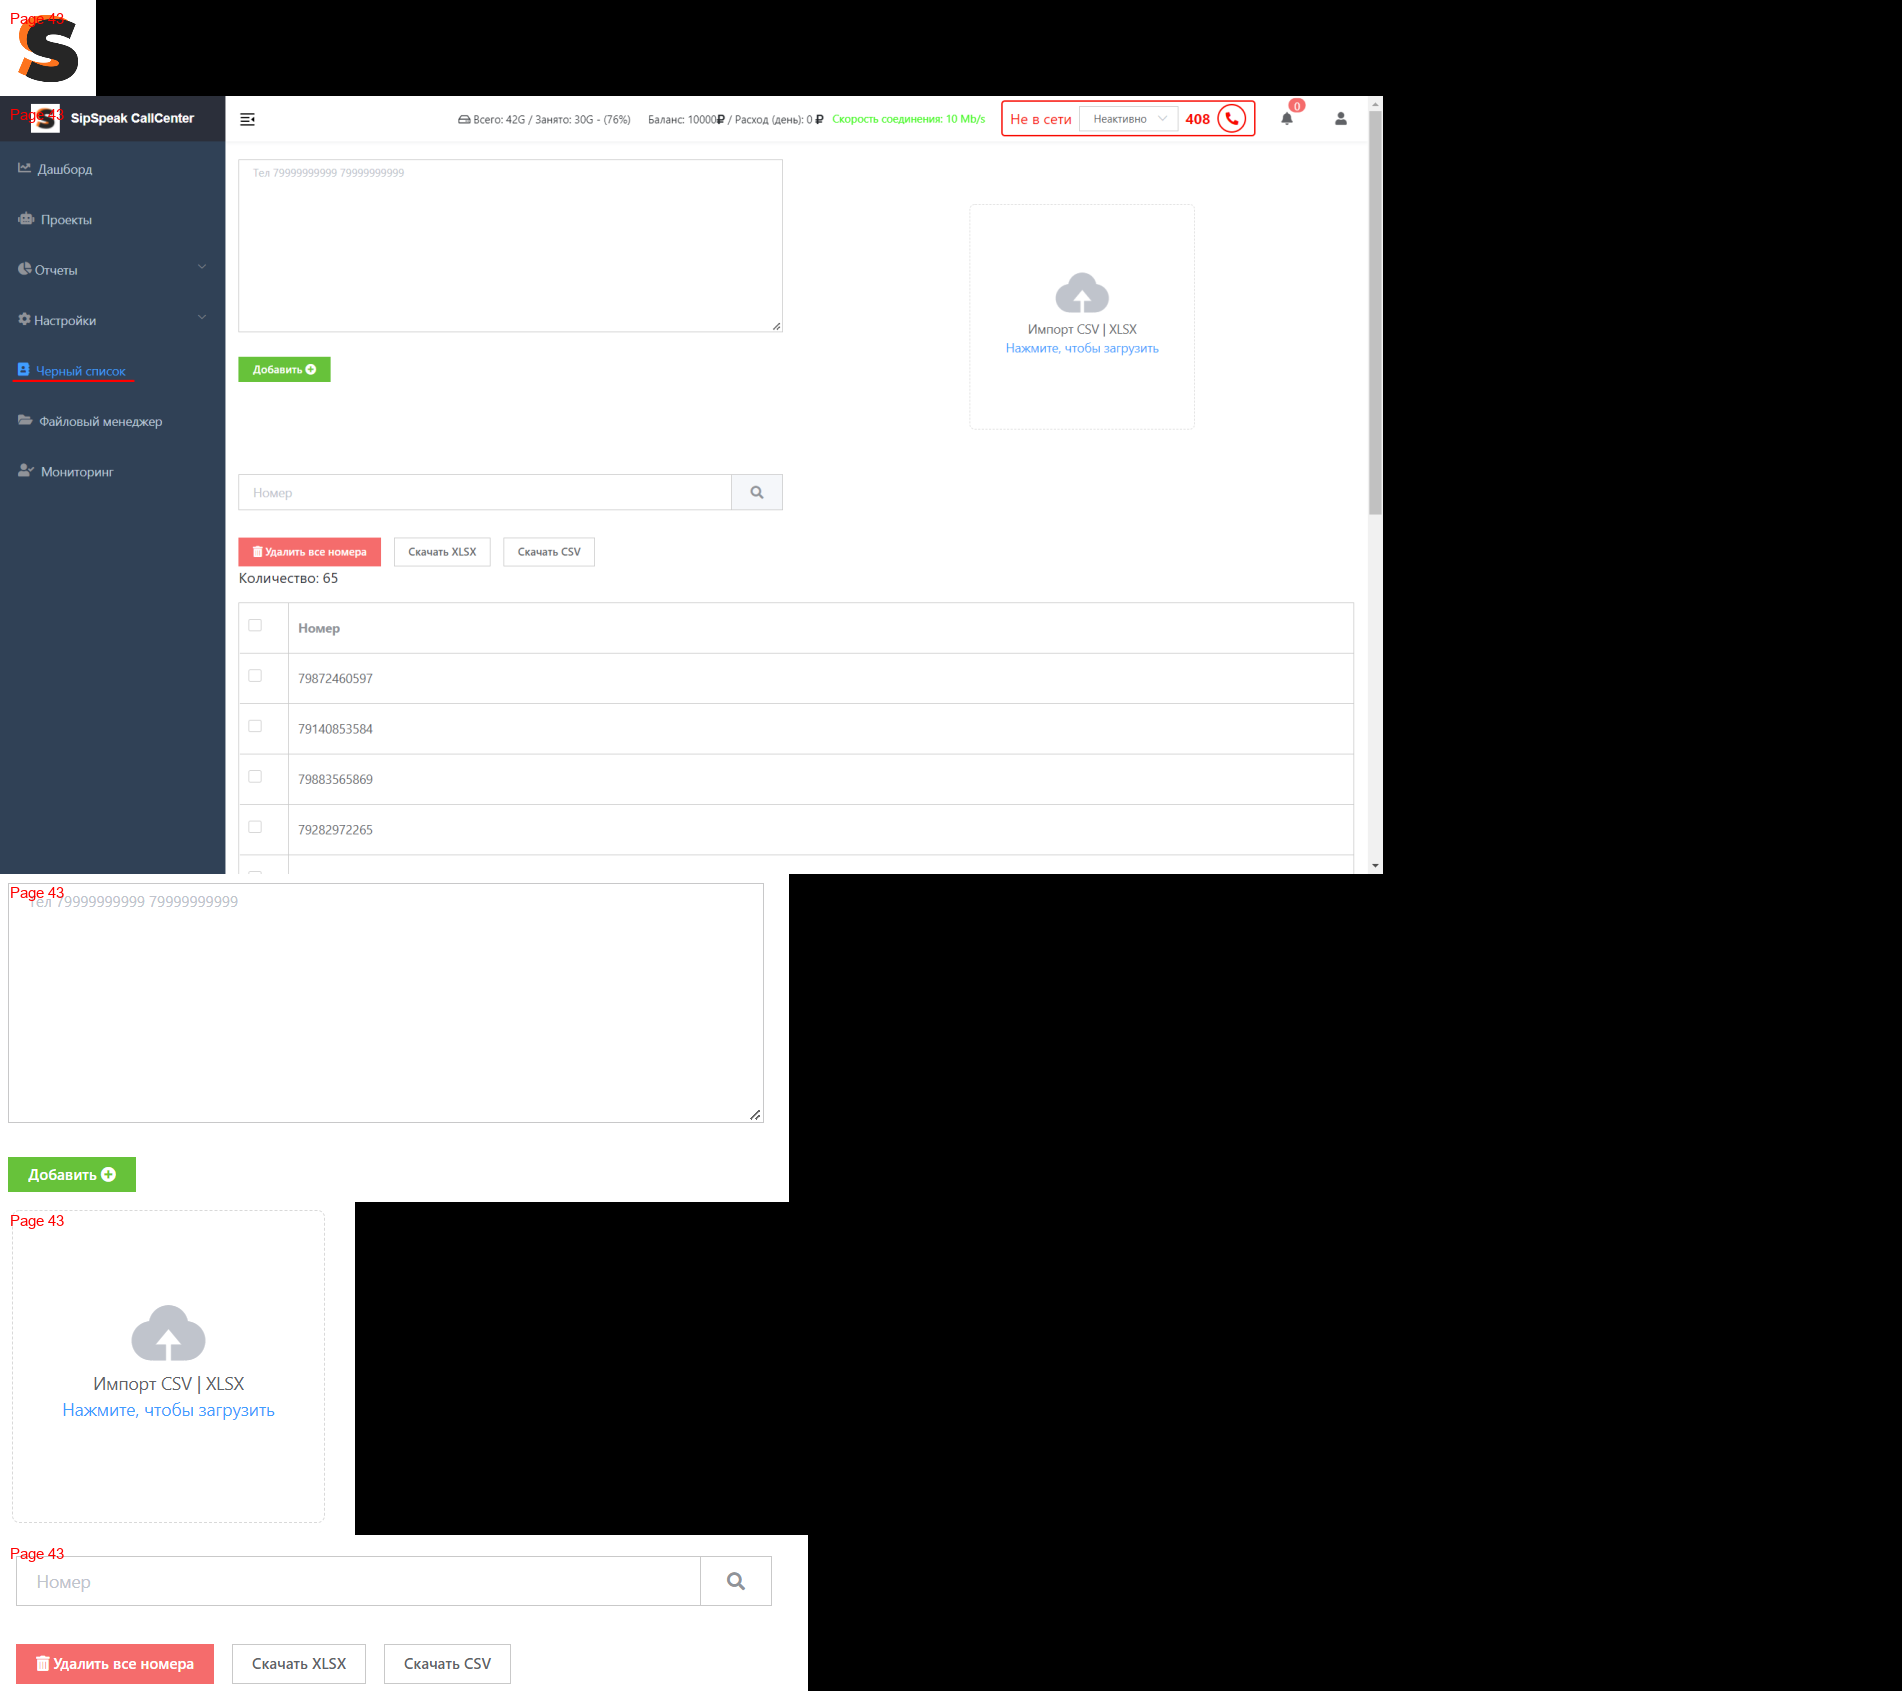 Page 43
Page 43
SipSpeak CallCenter
Всего: 42G / Занято: 30G - (76%) Баланс: 10000₽ / Расход (день): 0 ₽ Скорость соединения: 10 Mb/s Не в сети Неактивно 408 0
Дашборд
Проекты
Отчеты
Настройки
Черный список
Файловый менеджер
Мониторинг
Тел 79999999999 79999999999
Добавить
Импорт CSV | XLSX
Нажмите, чтобы загрузить
Номер
Удалить все номера Скачать XLSX Скачать CSV
Количество: 65
Номер
79872460597
79140853584
79883565869
79282972265
Page 43
Тел 79999999999 79999999999
Добавить
Page 43
Импорт CSV | XLSX
Нажмите, чтобы загрузить
Page 43
Номер
Удалить все номера Скачать XLSX Скачать CSV